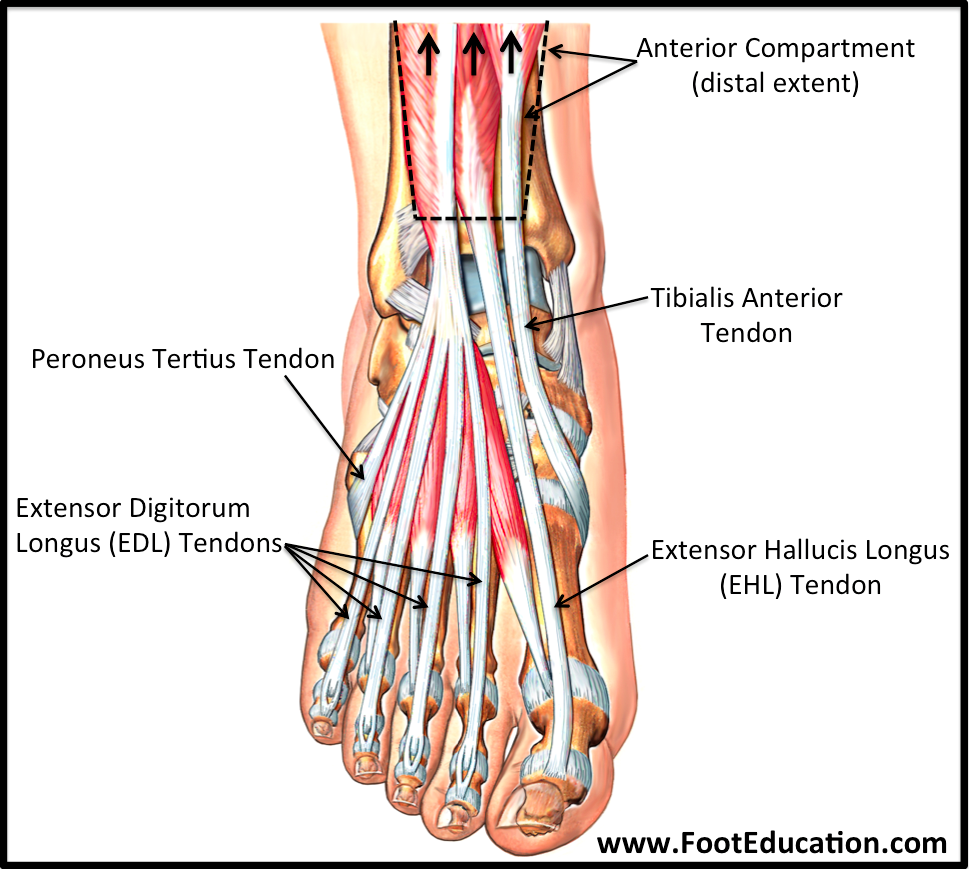 Anterior Compartment
(distal extent)
Tibialis Anterior
Tendon
Peroneus Tertius Tendon
Extensor Digitorum
Longus (EDL) Tendons
Extensor Hallucis Longus
(EHL) Tendon
www.FootEducation.com